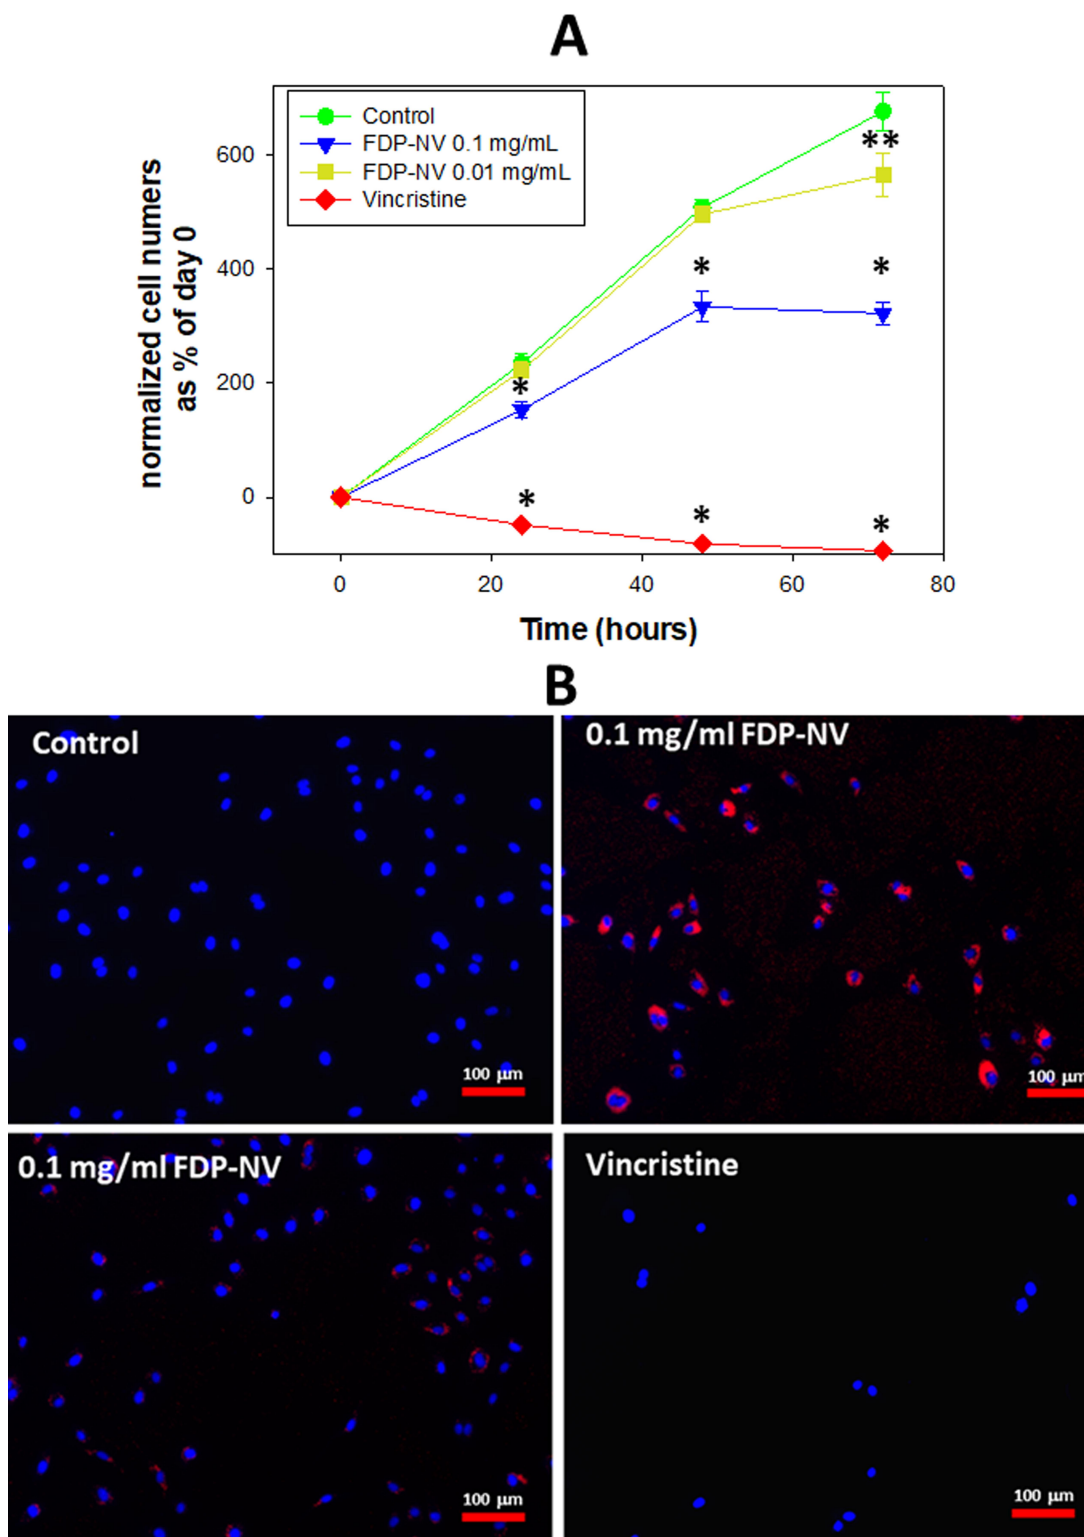 A
Control
FDP-NV 0.1 mg/mL
FDP-NV 0.01 mg/mL
Vincristine
normalized cell numers
as % of day 0
600
400
200
0
**
*
*
*
*
*
*
0
20
40
60
80
Time (hours)
B
Control
100 µm
0.1 mg/ml FDP-NV
100 µm
0.1 mg/ml FDP-NV
100 µm
Vincristine
100 µm